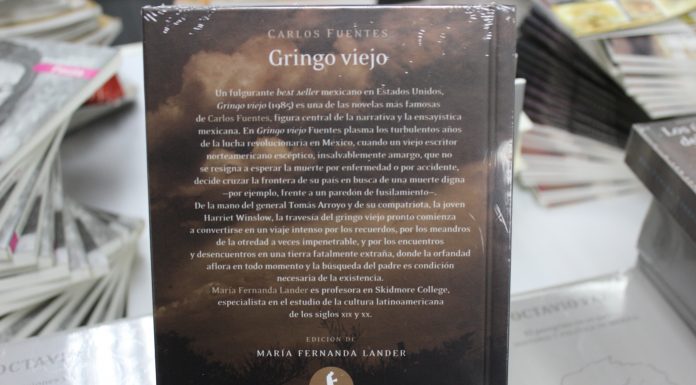 CARLOS FUENTES
Gringo viejo
Un fulgurante best seller mexicano en Estados Unidos,
Gringo viejo (1985) es una de las novelas más famosas
de Carlos Fuentes, figura central de la narrativa y la ensayística
mexicana. En Gringo viejo Fuentes plasma los turbulentos años
de la lucha revolucionaria en México, cuando un viejo escritor
norteamericano escéptico, insalvablemente amargo, que no
se resigna a esperar la muerte por enfermedad o por accidente,
decide cruzar la frontera de su país en busca de una muerte digna
—por ejemplo, frente a un paredón de fusilamiento—.
De la mano del general Tomás Arroyo y de su compatriota, la joven
Harriet Winslow, la travesía del gringo viejo pronto comienza
a convertirse en un viaje intenso por los recuerdos, por los meandros
de la otredad a veces impenetrable, y por los encuentros
y desencuentros en una tierra fatalmente extraña, donde la orfandad
aflora en todo momento y la búsqueda del padre es condición
necesaria de la existencia.
María Fernanda Lander es profesora en Skidmore College,
especialista en el estudio de la cultura latinoamericana
de los siglos XIX y XX.
EDICIÓN DE
MARÍA FERNANDA LANDER
OCTAVIO
OCTAVIO